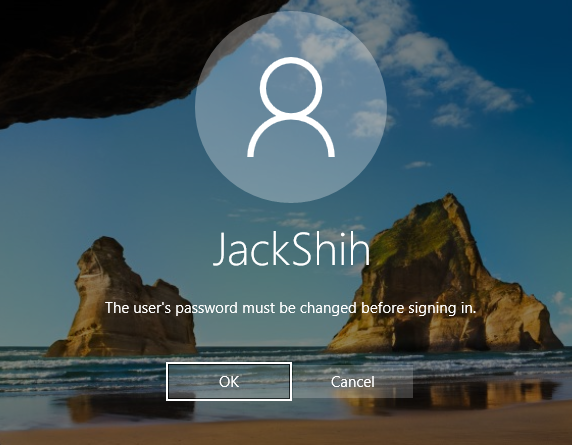 JackShih
The user's password must be changed before signing in.
OK
Cancel